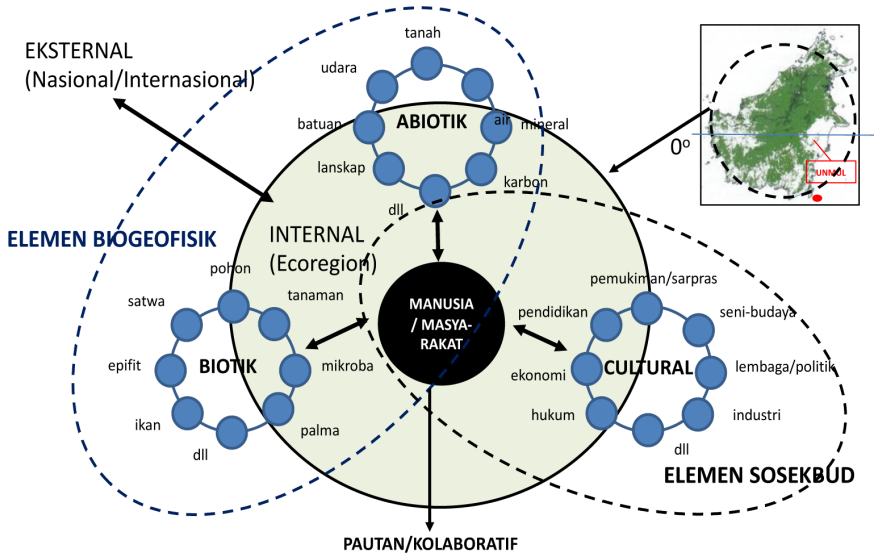 EKSTERNAL
(Nasional/Internasional)
tanah
udara
batuan
ABIOTIK
air
mineral
lanskap
karbon
dll
0°
UNMUL
ELEMEN BIOGEOFISIK
INTERNAL
(Ecoregion)
pohon
satwa
tanaman
epifit
BIOTIK
mikroba
ikan
palma
dll
MANUSIA
/ MASYA-
RAKAT
pemukiman/sarpras
pendidikan
seni-budaya
ekonomi
CULTURAL
lembaga/politik
hukum
industri
dll
ELEMEN SOSEKBUD
PAUTAN/KOLABORATIF